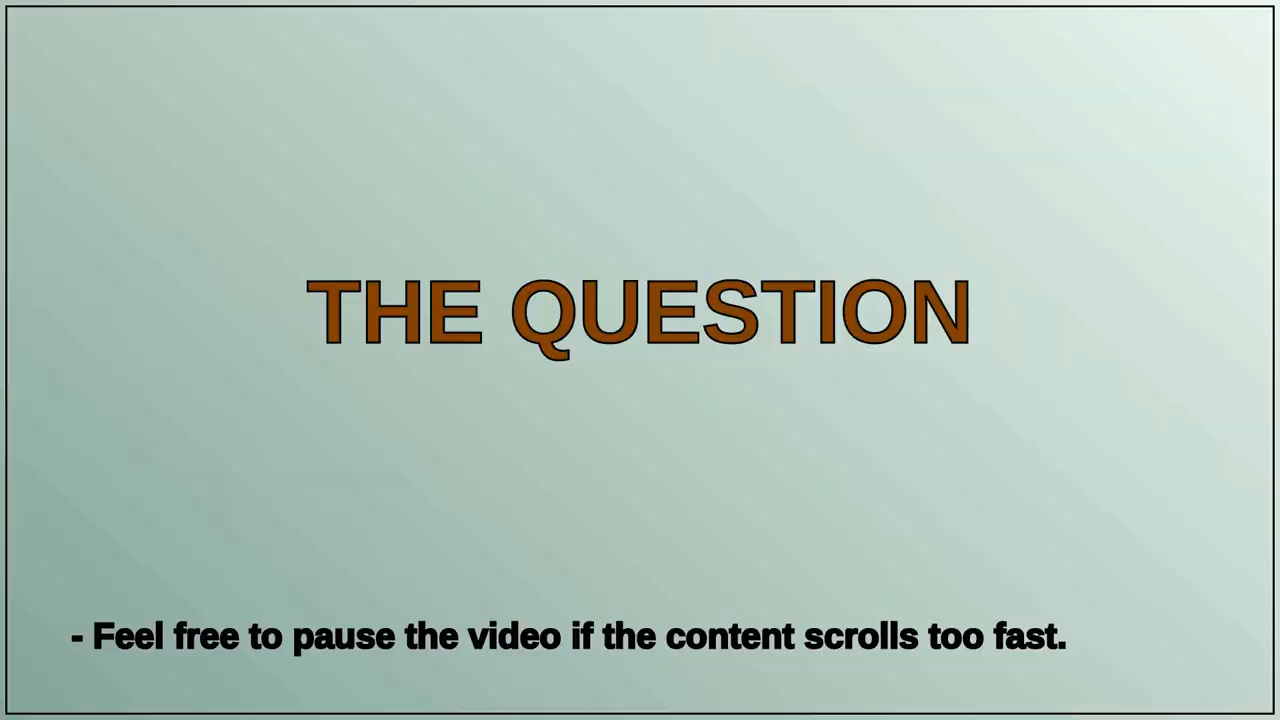 THE QUESTION
- Feel free to pause the video if the content scrolls too fast.